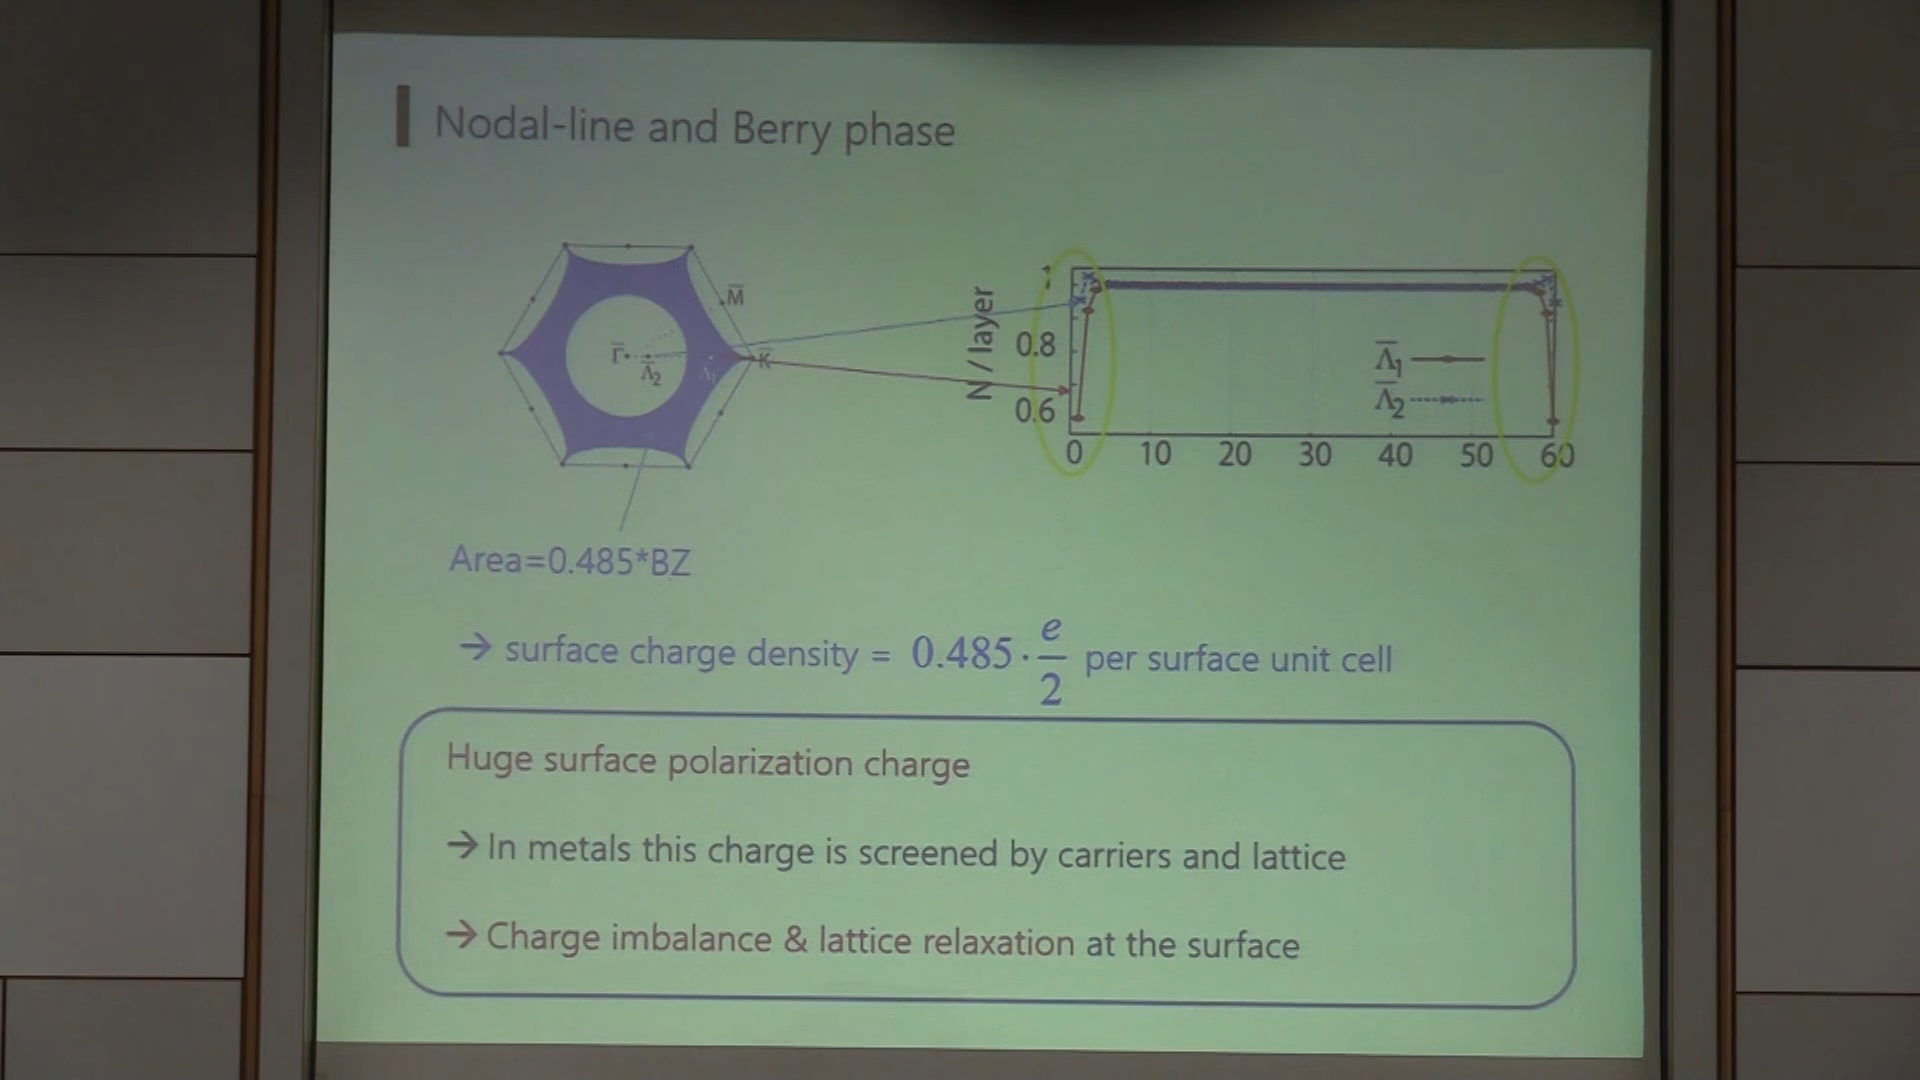 Nodal-line and Berry phase
M̅
Γ̅
Λ̅₂
Λ̅₁
K̅
N / layer
1
0.8
0.6
Λ̅₁
Λ̅₂
0 10 20 30 40 50 60
Area=0.485*BZ
→ surface charge density = 0.485 · e/2 per surface unit cell
Huge surface polarization charge
→ In metals this charge is screened by carriers and lattice
→ Charge imbalance & lattice relaxation at the surface